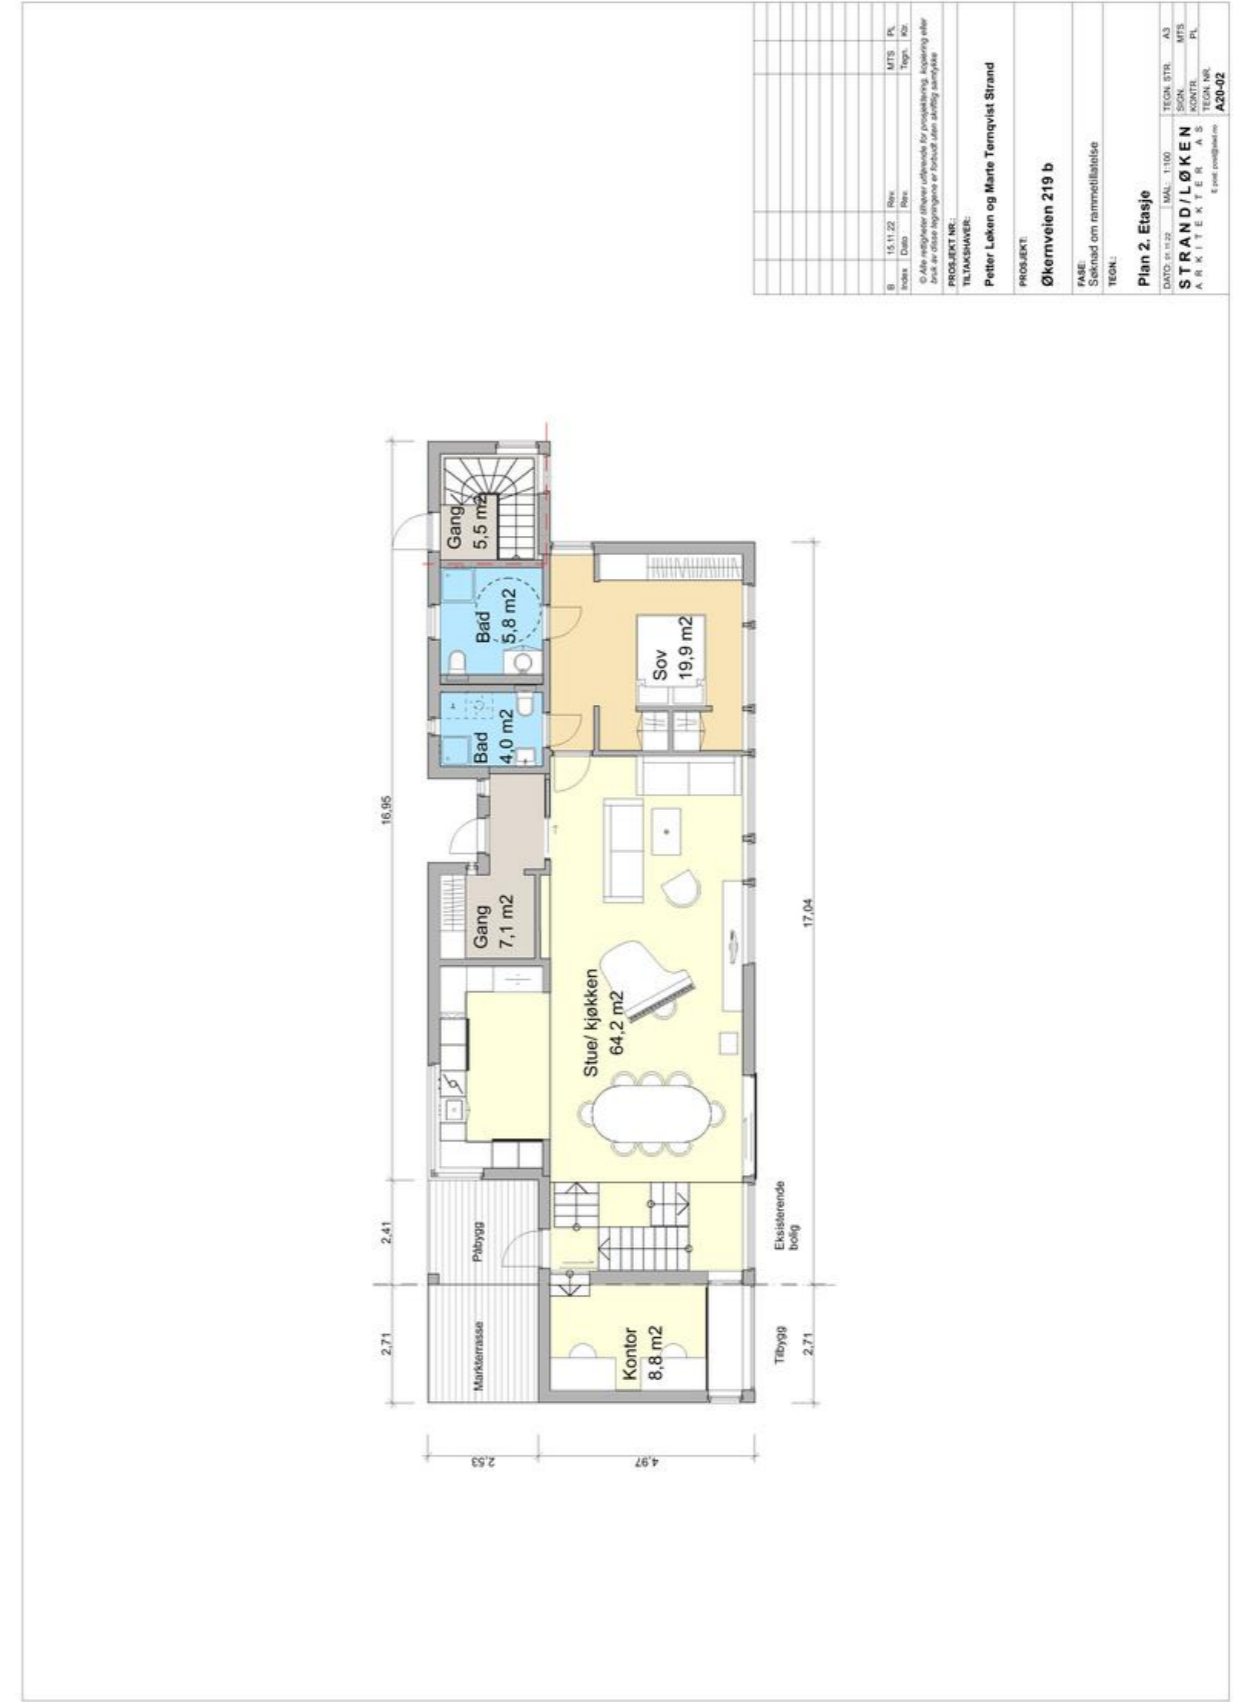 Gang
5,5 m2
Bad
5,8 m2
Bad
4,0 m2
Sov
19,9 m2
Gang
7,1 m2
Stue/ kjøkken
64,2 m2
Kontor
8,8 m2
Påbygg
Markterrasse
Eksisterende
bolig
Tilbygg
16,95
2,41
2,71
17,04
2,71
2,53
4,97
B 15.11.22 Rev. MTS PL
Index Dato Rev. Tegn. Ktr.
© Alle rettigheter tilhører utførende for prosjektering, kopiering eller
bruk av disse tegningene er forbudt uten skriftlig samtykke
PROSJEKT NR.:
TILTAKSHAVER:
Petter Løken og Marte Tørnqvist Strand
PROSJEKT:
Økernveien 219 b
FASE:
Søknad om rammetillatelse
TEGN.:
Plan 2. Etasje
DATO: 01.11.22 MÅL: 1:100 TEGN. STR. A3
STRAND/LØKEN
ARKITEKTER AS
SIGN. MTS
KONTR. PL
TEGN. NR.
A20-02